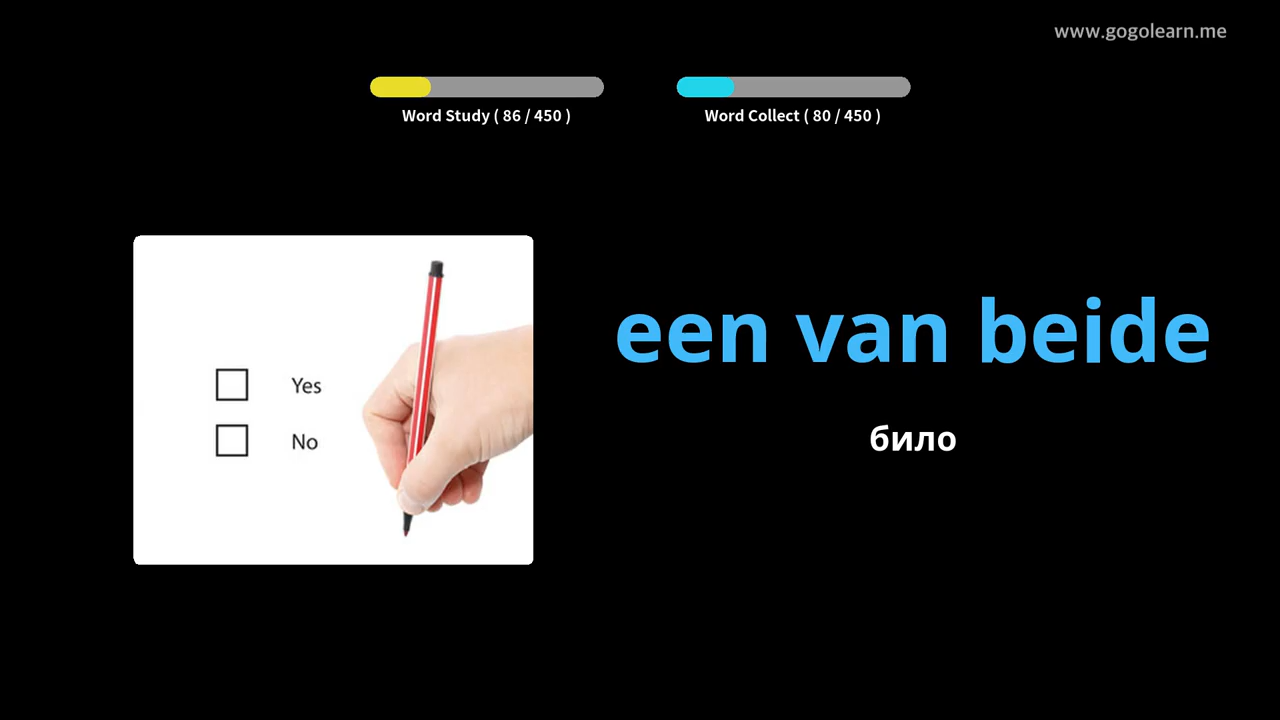 www.gogolearn.me
Word Study ( 86 / 450 )
Word Collect ( 80 / 450 )
een van beide
било
Yes
No